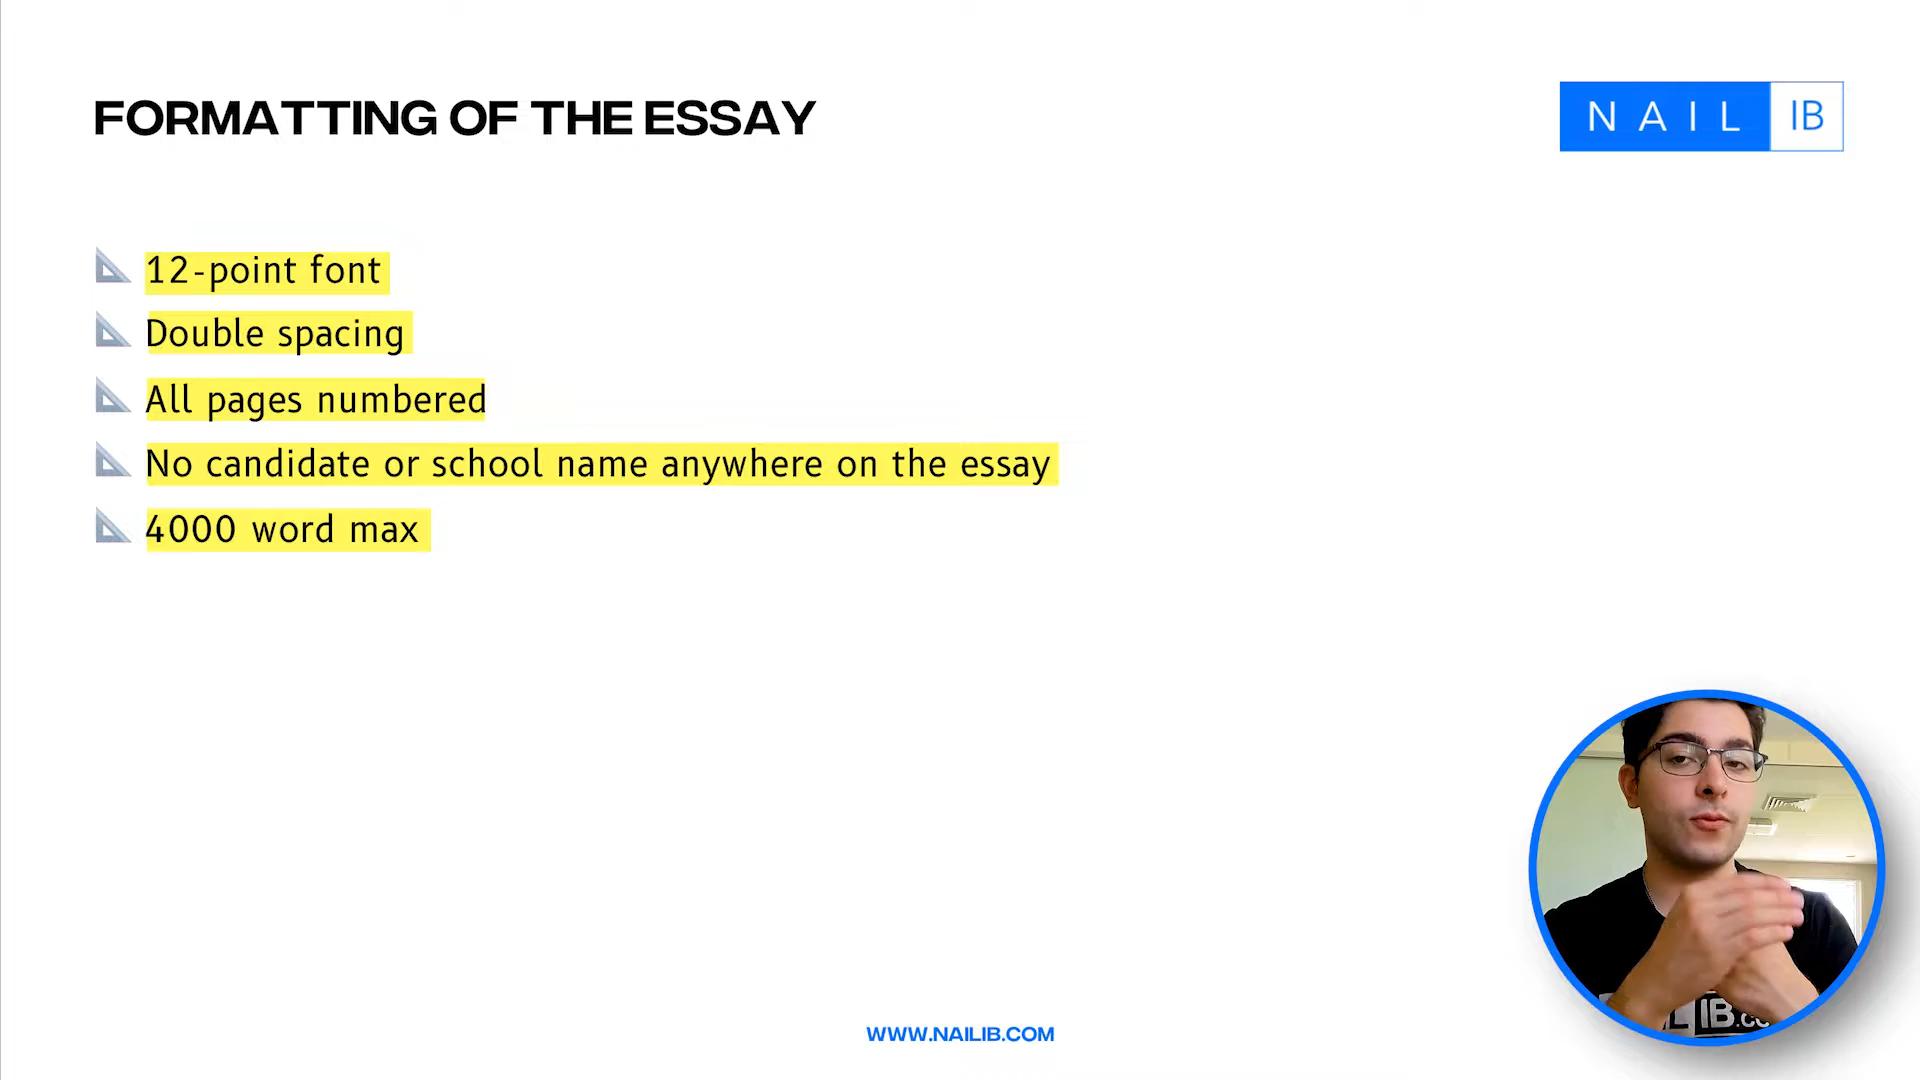 FORMATTING OF THE ESSAY
NAIL IB
12-point font
Double spacing
All pages numbered
No candidate or school name anywhere on the essay
4000 word max
IB
WWW.NAILIB.COM